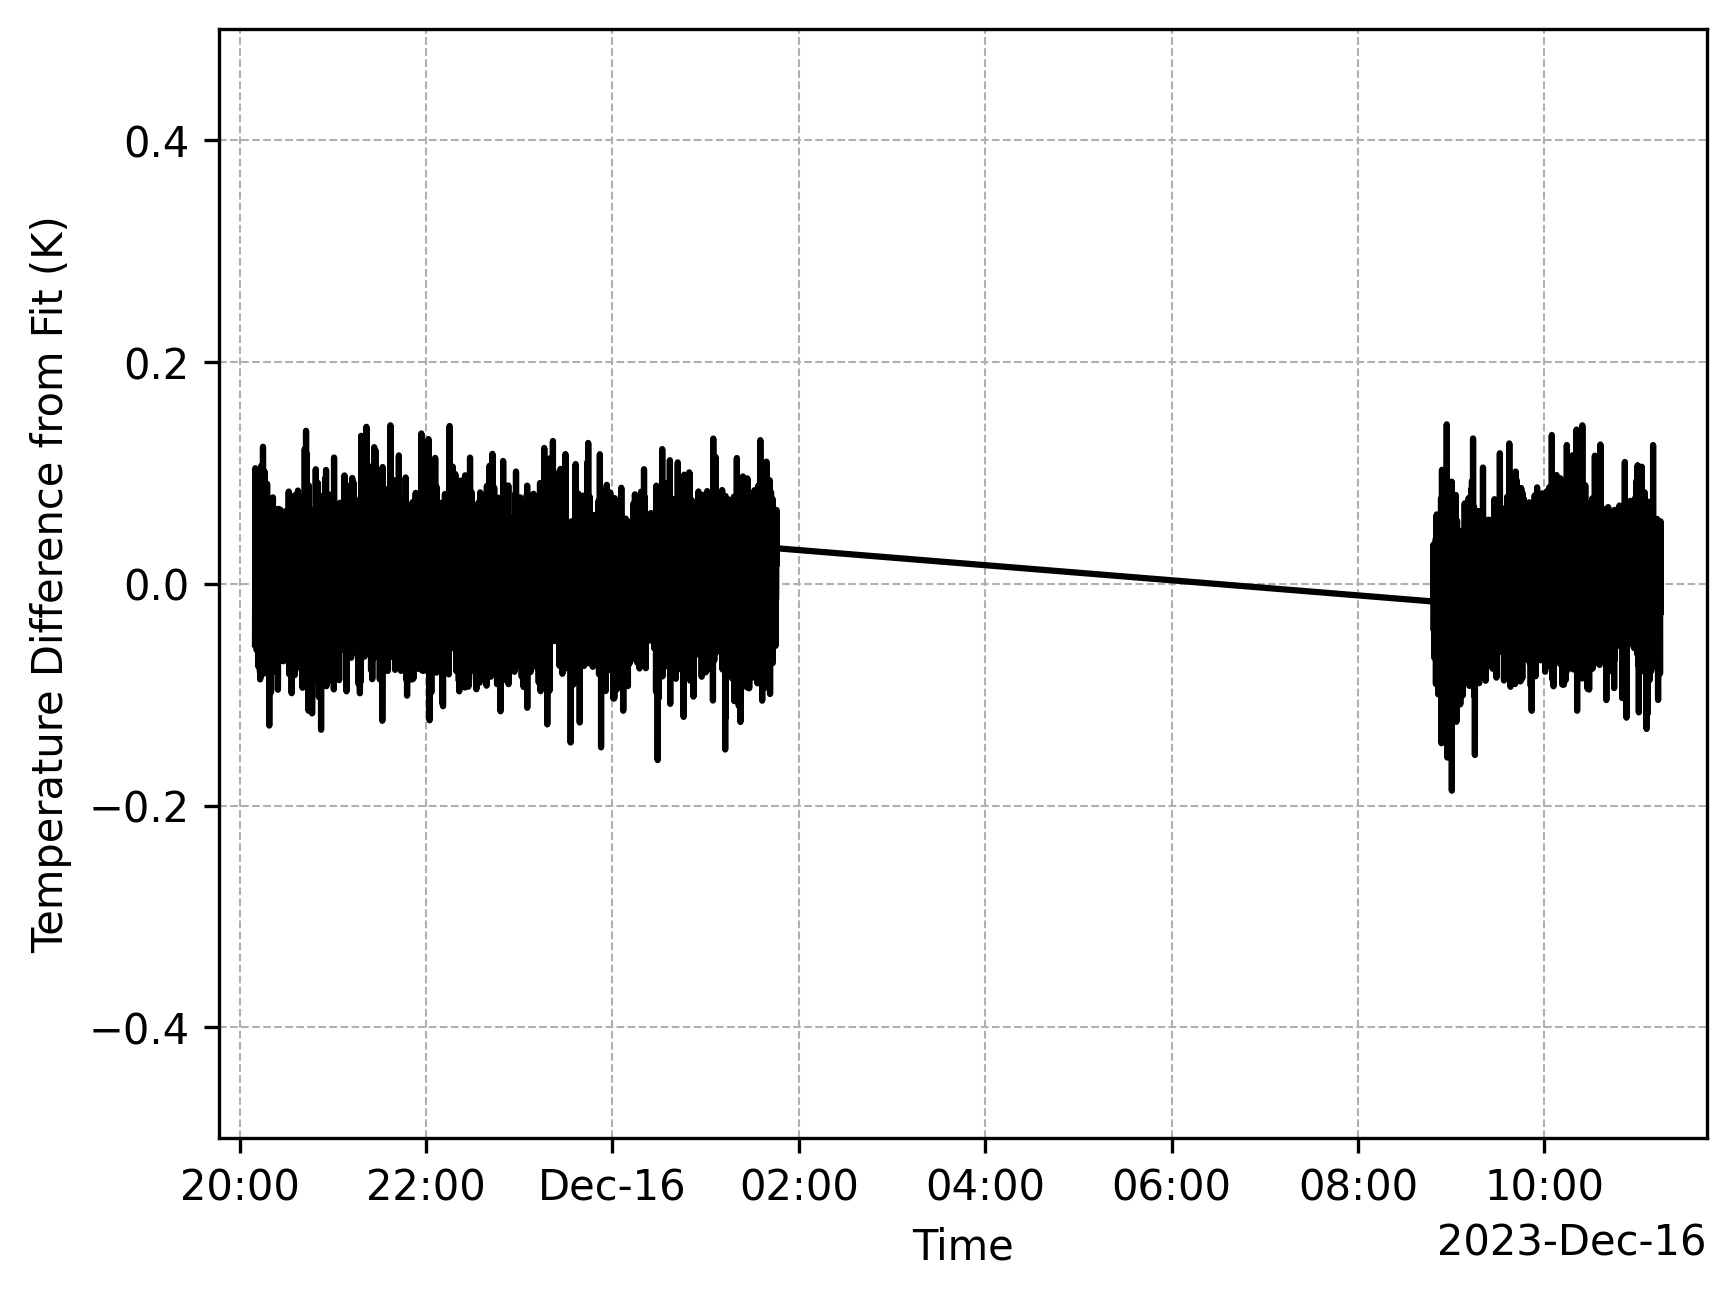 0.4
0.2
0.0
−0.2
−0.4
Temperature Difference from Fit (K)
20:00 22:00 Dec-16 02:00 04:00 06:00 08:00 10:00
Time
2023-Dec-16